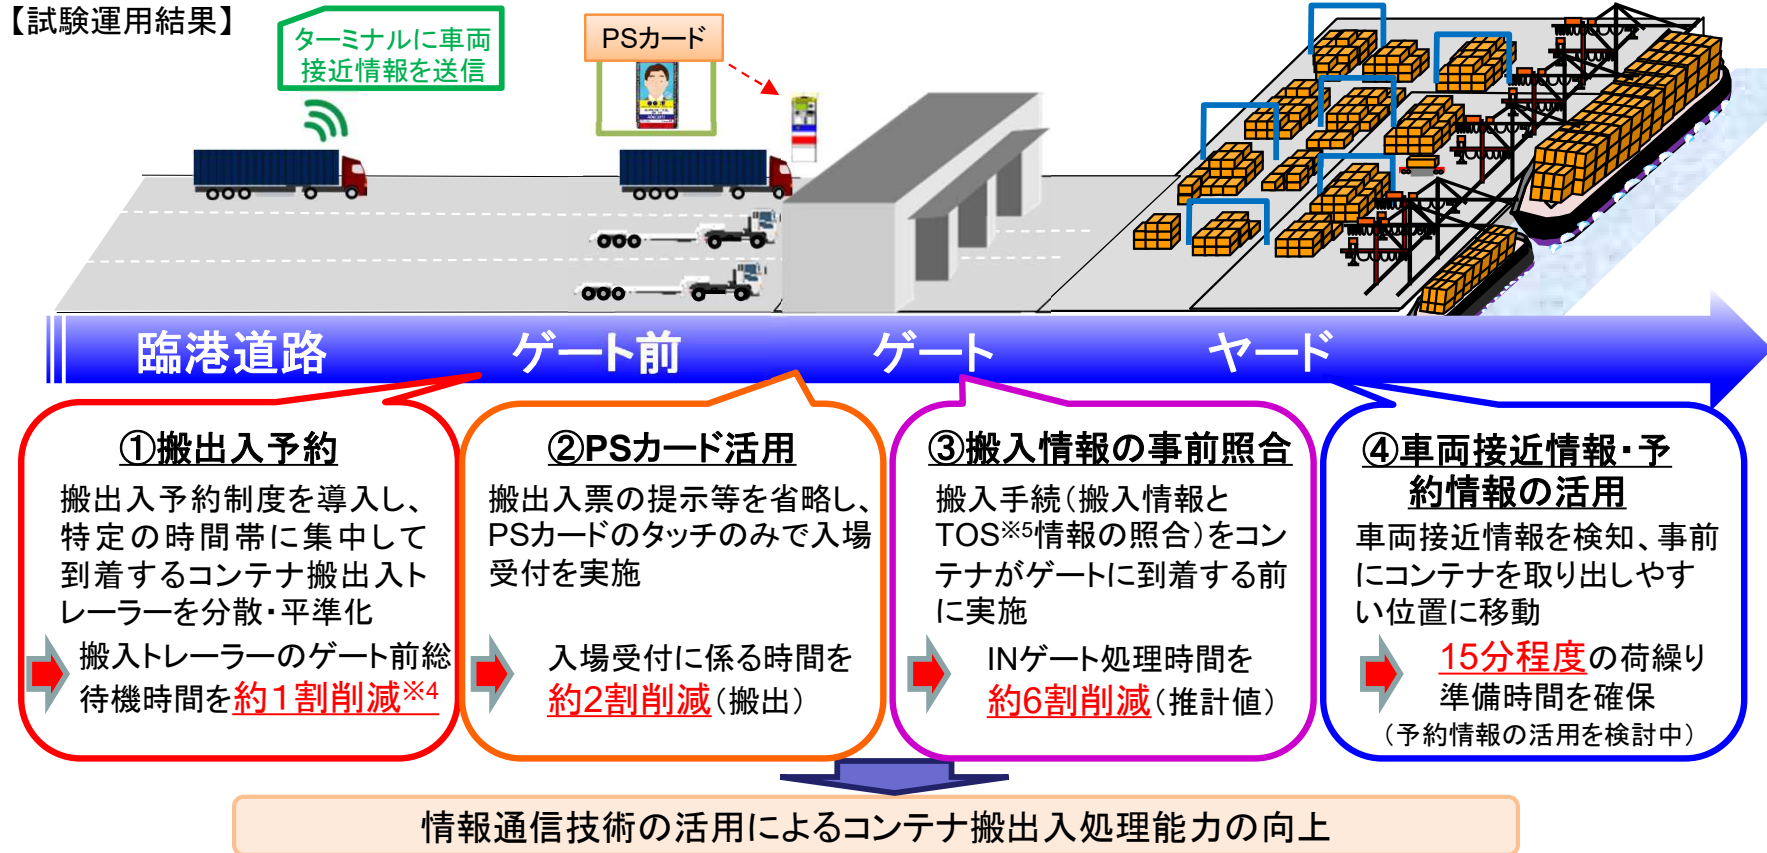 【試験運用結果】
ターミナルに車両
接近情報を送信
PSカード
臨港道路
ゲート前
ゲート
ヤード
①搬出入予約
搬出入予約制度を導入し、
特定の時間帯に集中して
到着するコンテナ搬出入ト
レーラーを分散・平準化
搬入トレーラーのゲート前総
待機時間を約1割削減※4
②PSカード活用
搬出入票の提示等を省略し、
PSカードのタッチのみで入場
受付を実施
入場受付に係る時間を
約2割削減(搬出)
③搬入情報の事前照合
搬入手続(搬入情報と
TOS※5情報の照合)をコン
テナがゲートに到着する前
に実施
INゲート処理時間を
約6割削減(推計値)
④車両接近情報・予
約情報の活用
車両接近情報を検知、事前
にコンテナを取り出しやす
い位置に移動
15分程度の荷繰り
準備時間を確保
(予約情報の活用を検討中)
情報通信技術の活用によるコンテナ搬出入処理能力の向上